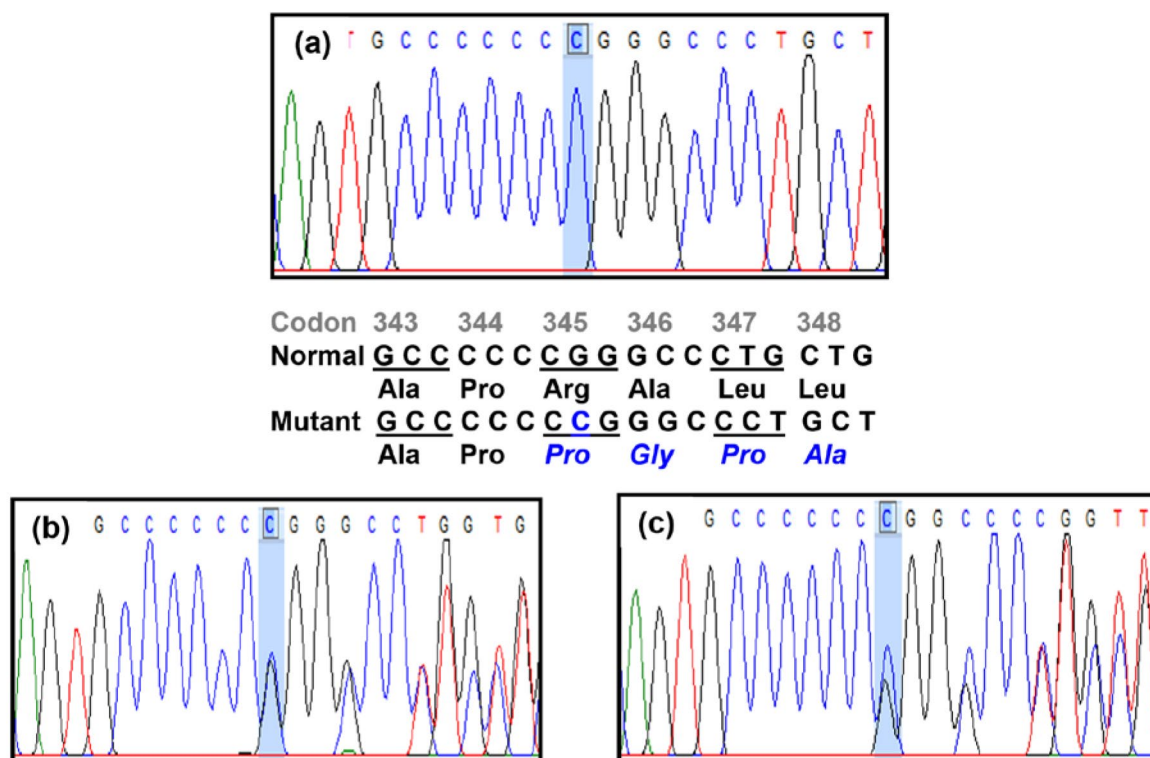 (a) T G C C C C C C C G G G C C C T G C T
Codon 343 344 345 346 347 348
Normal G C C C C C C G G G C C C T G C T G
Ala Pro Arg Ala Leu Leu
Mutant G C C C C C C C G G G C C C T G C T
Ala Pro Pro Gly Pro Ala
(b) G C C C C C C C G G G C C T G G T G
(c) G C C C C C C C G G C C C C G G T T